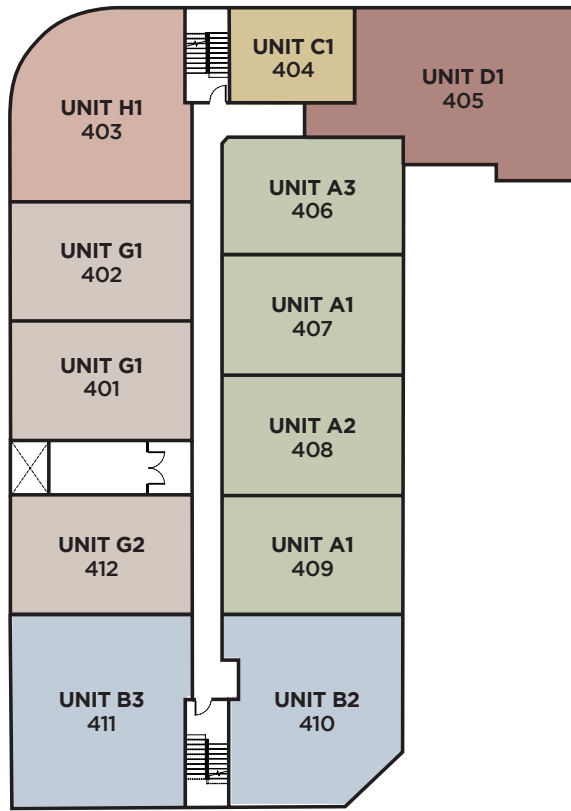 UNIT C1
404
UNIT D1
405
UNIT H1
403
UNIT A3
406
UNIT G1
402
UNIT A1
407
UNIT G1
401
UNIT A2
408
UNIT G2
412
UNIT A1
409
UNIT B3
411
UNIT B2
410